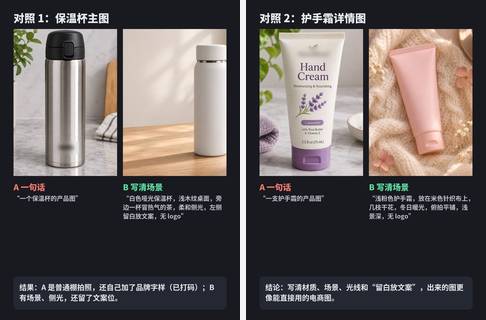 对照 1：保温杯主图
A 一句话
“一个保温杯的产品图”
B 写清场景
“白色哑光保温杯，浅木纹桌面，旁
边一杯冒热气的茶，柔和侧光，左侧
留白放文案，无 logo”
结果：A 是普通棚拍照，还自己加了品牌字样（已打码）；B
有场景、侧光，还留了文案位。
对照 2：护手霜详情图
Hand
Cream
Moisturizing & Nourishing
A 一句话
“一支护手霜的产品图”
B 写清场景
“浅粉色护手霜，放在米色针织布上，
几枝干花，冬日暖光，俯拍平铺，浅
景深，无 logo”
结论：写清材质、场景、光线和“留白放文案”，出来的图更
像能直接用的电商图。